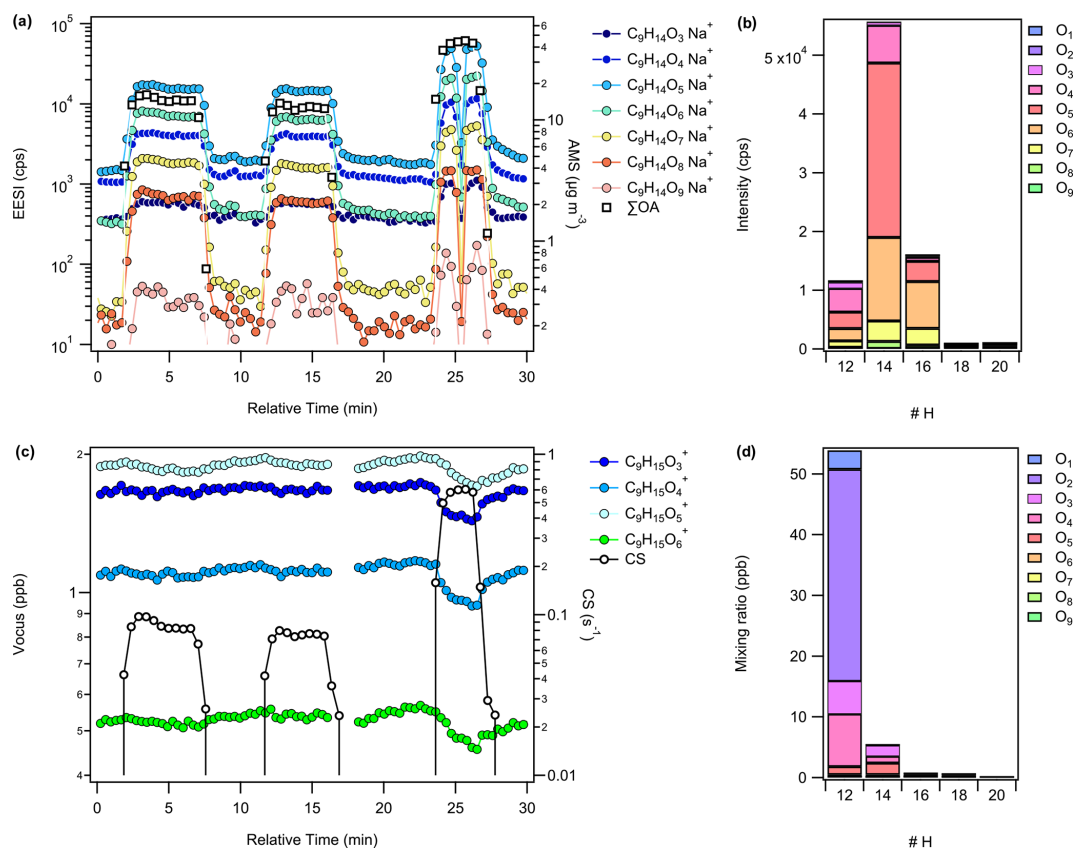 (a)
EESI (cps)
10^5
10^4
10^3
10^2
10^1
0
5
10
15
20
25
30
Relative Time (min)
6
4
2
10
8
6
4
2
1
8
6
4
2
AMS (µg m^-3)
C9H14O3 Na+
C9H14O4 Na+
C9H14O5 Na+
C9H14O6 Na+
C9H14O7 Na+
C9H14O8 Na+
C9H14O9 Na+
∑OA
(b)
Intensity (cps)
5 x10^4
4
3
2
1
0
12
14
16
18
20
# H
O1
O2
O3
O4
O5
O6
O7
O8
O9
(c)
Vocus (ppb)
2
1
9
8
7
6
5
4
0
5
10
15
20
25
30
Relative Time (min)
1
8
6
5
4
3
2
0.1
8
6
5
4
3
2
0.01
CS (s^-1)
C9H15O3+
C9H15O4+
C9H15O5+
C9H15O6+
CS
(d)
Mixing ratio (ppb)
50
40
30
20
10
0
12
14
16
18
20
# H
O1
O2
O3
O4
O5
O6
O7
O8
O9